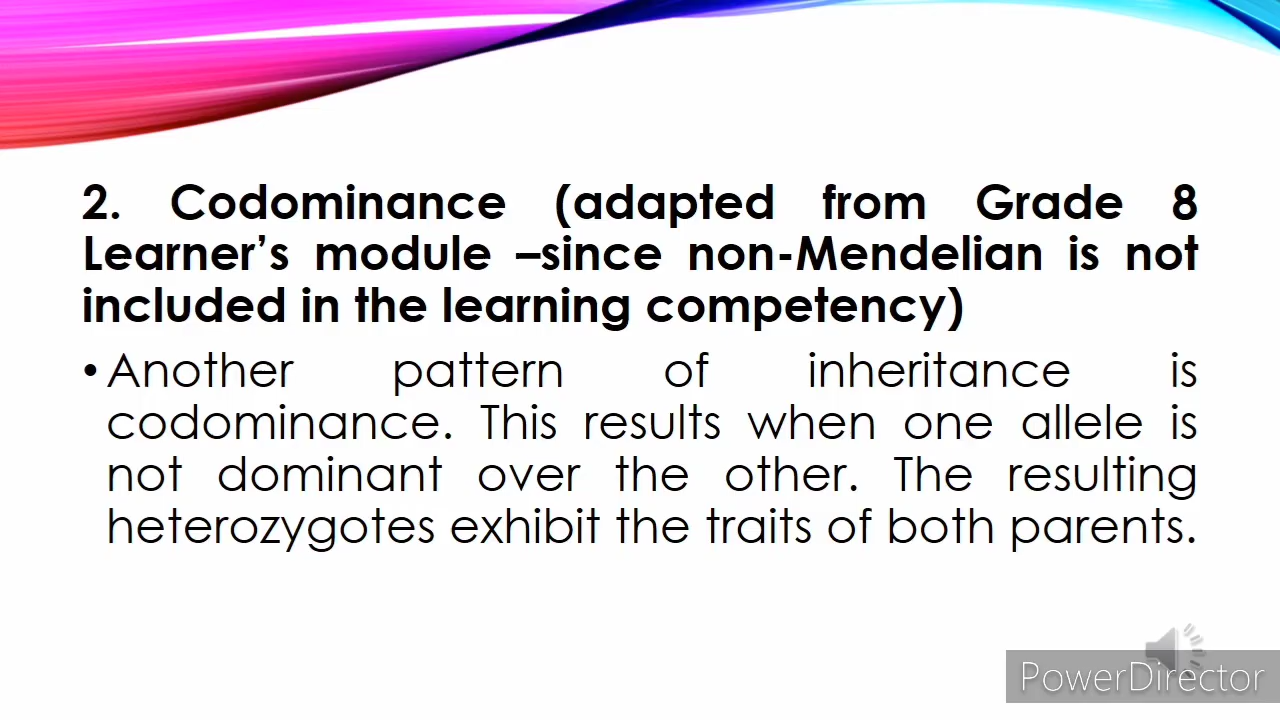 2. Codominance (adapted from Grade 8
Learner’s module –since non-Mendelian is not
included in the learning competency)
• Another pattern of inheritance is
codominance. This results when one allele is
not dominant over the other. The resulting
heterozygotes exhibit the traits of both parents.
PowerDirector